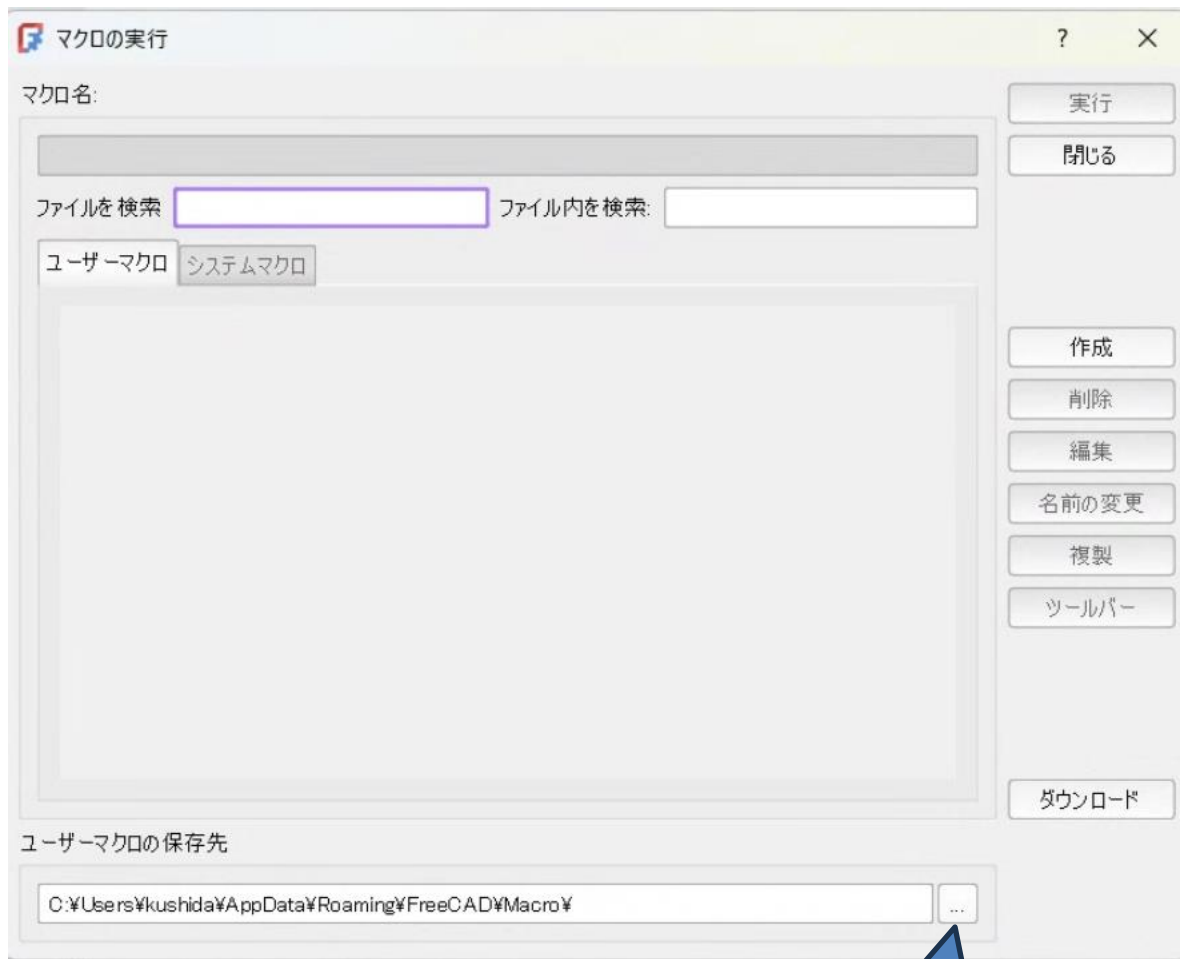 マクロの実行
?
マクロ名:
実行
閉じる
ファイルを検索
ファイル内を検索:
ユーザーマクロ
システムマクロ
作成
削除
編集
名前の変更
複製
ツールバー
ダウンロード
ユーザーマクロの保存先
C:¥Users¥kushida¥AppData¥Roaming¥FreeCAD¥Macro¥
...